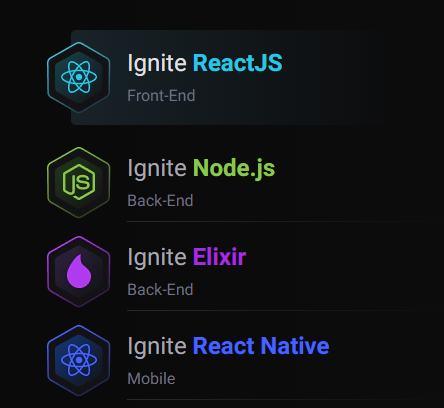 Ignite ReactJS
Front-End
Ignite Node.js
Back-End
Ignite Elixir
Back-End
Ignite React Native
Mobile